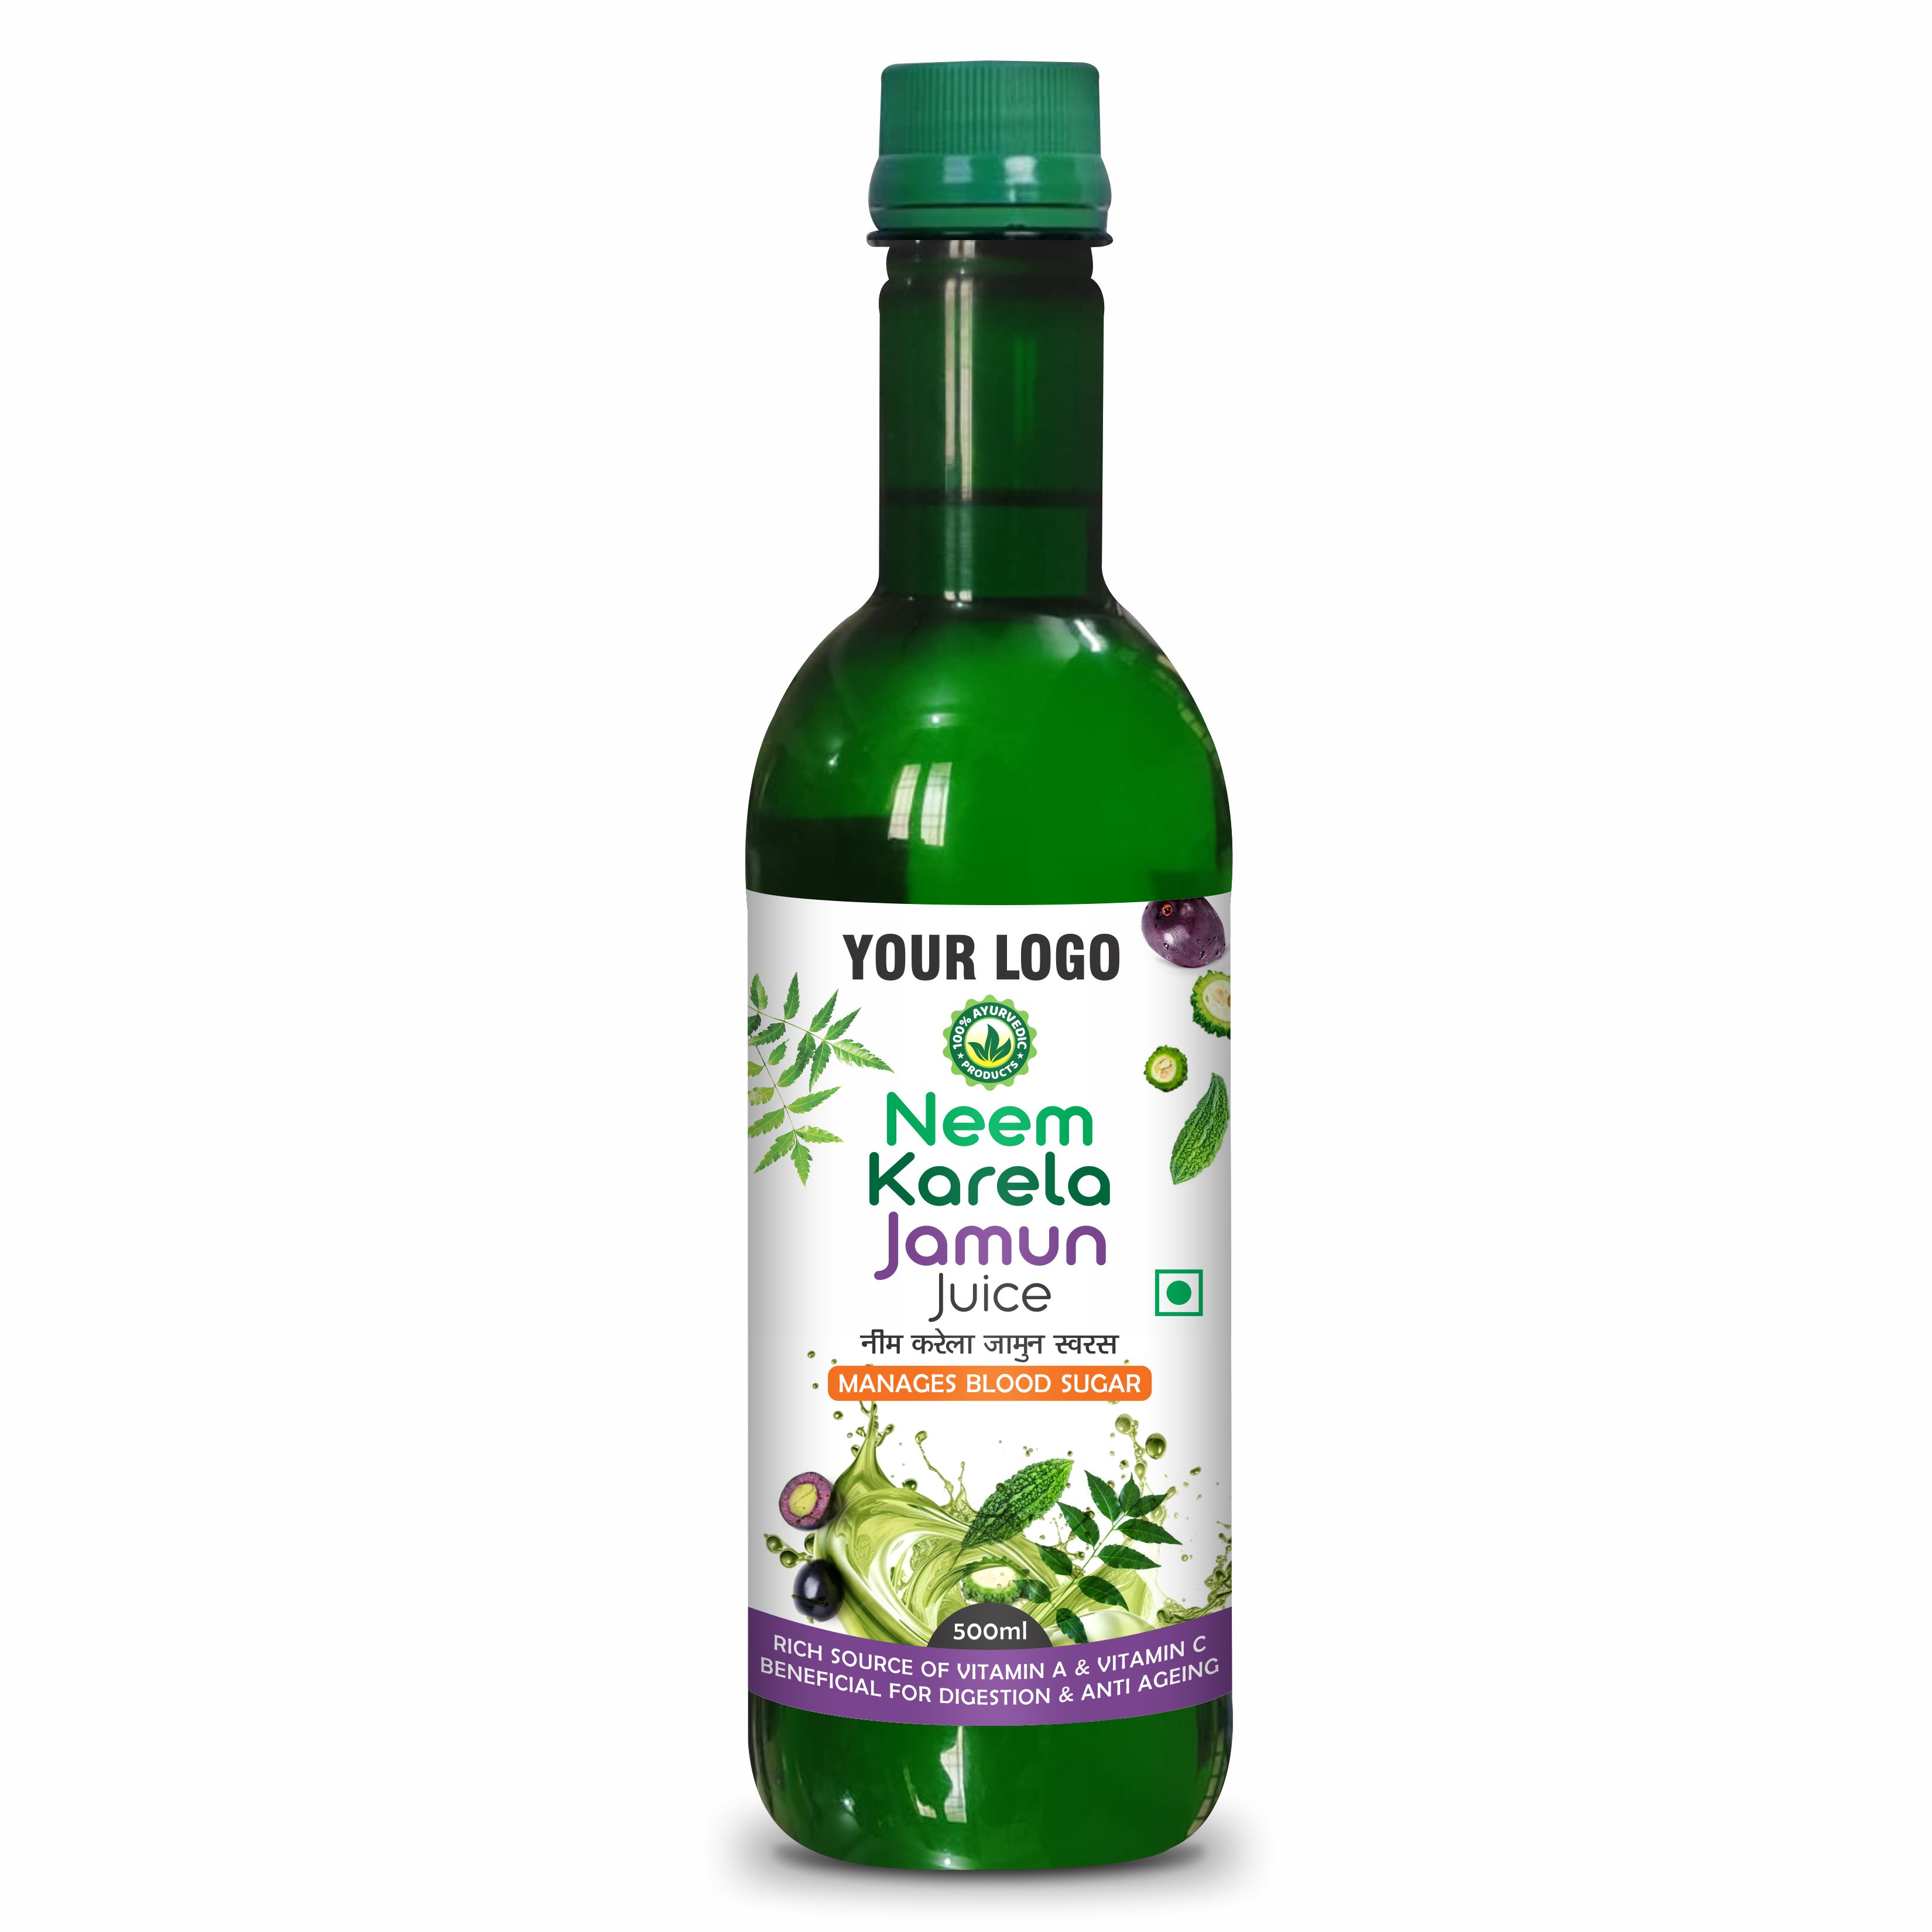 YOUR LOGO
100% AYURVEDIC
PRODUCTS
Neem
Karela
Jamun
Juice
नीम करेला जामुन स्वरस
MANAGES BLOOD SUGAR
500ml
RICH SOURCE OF VITAMIN A & VITAMIN C
BENEFICIAL FOR DIGESTION & ANTI AGEING